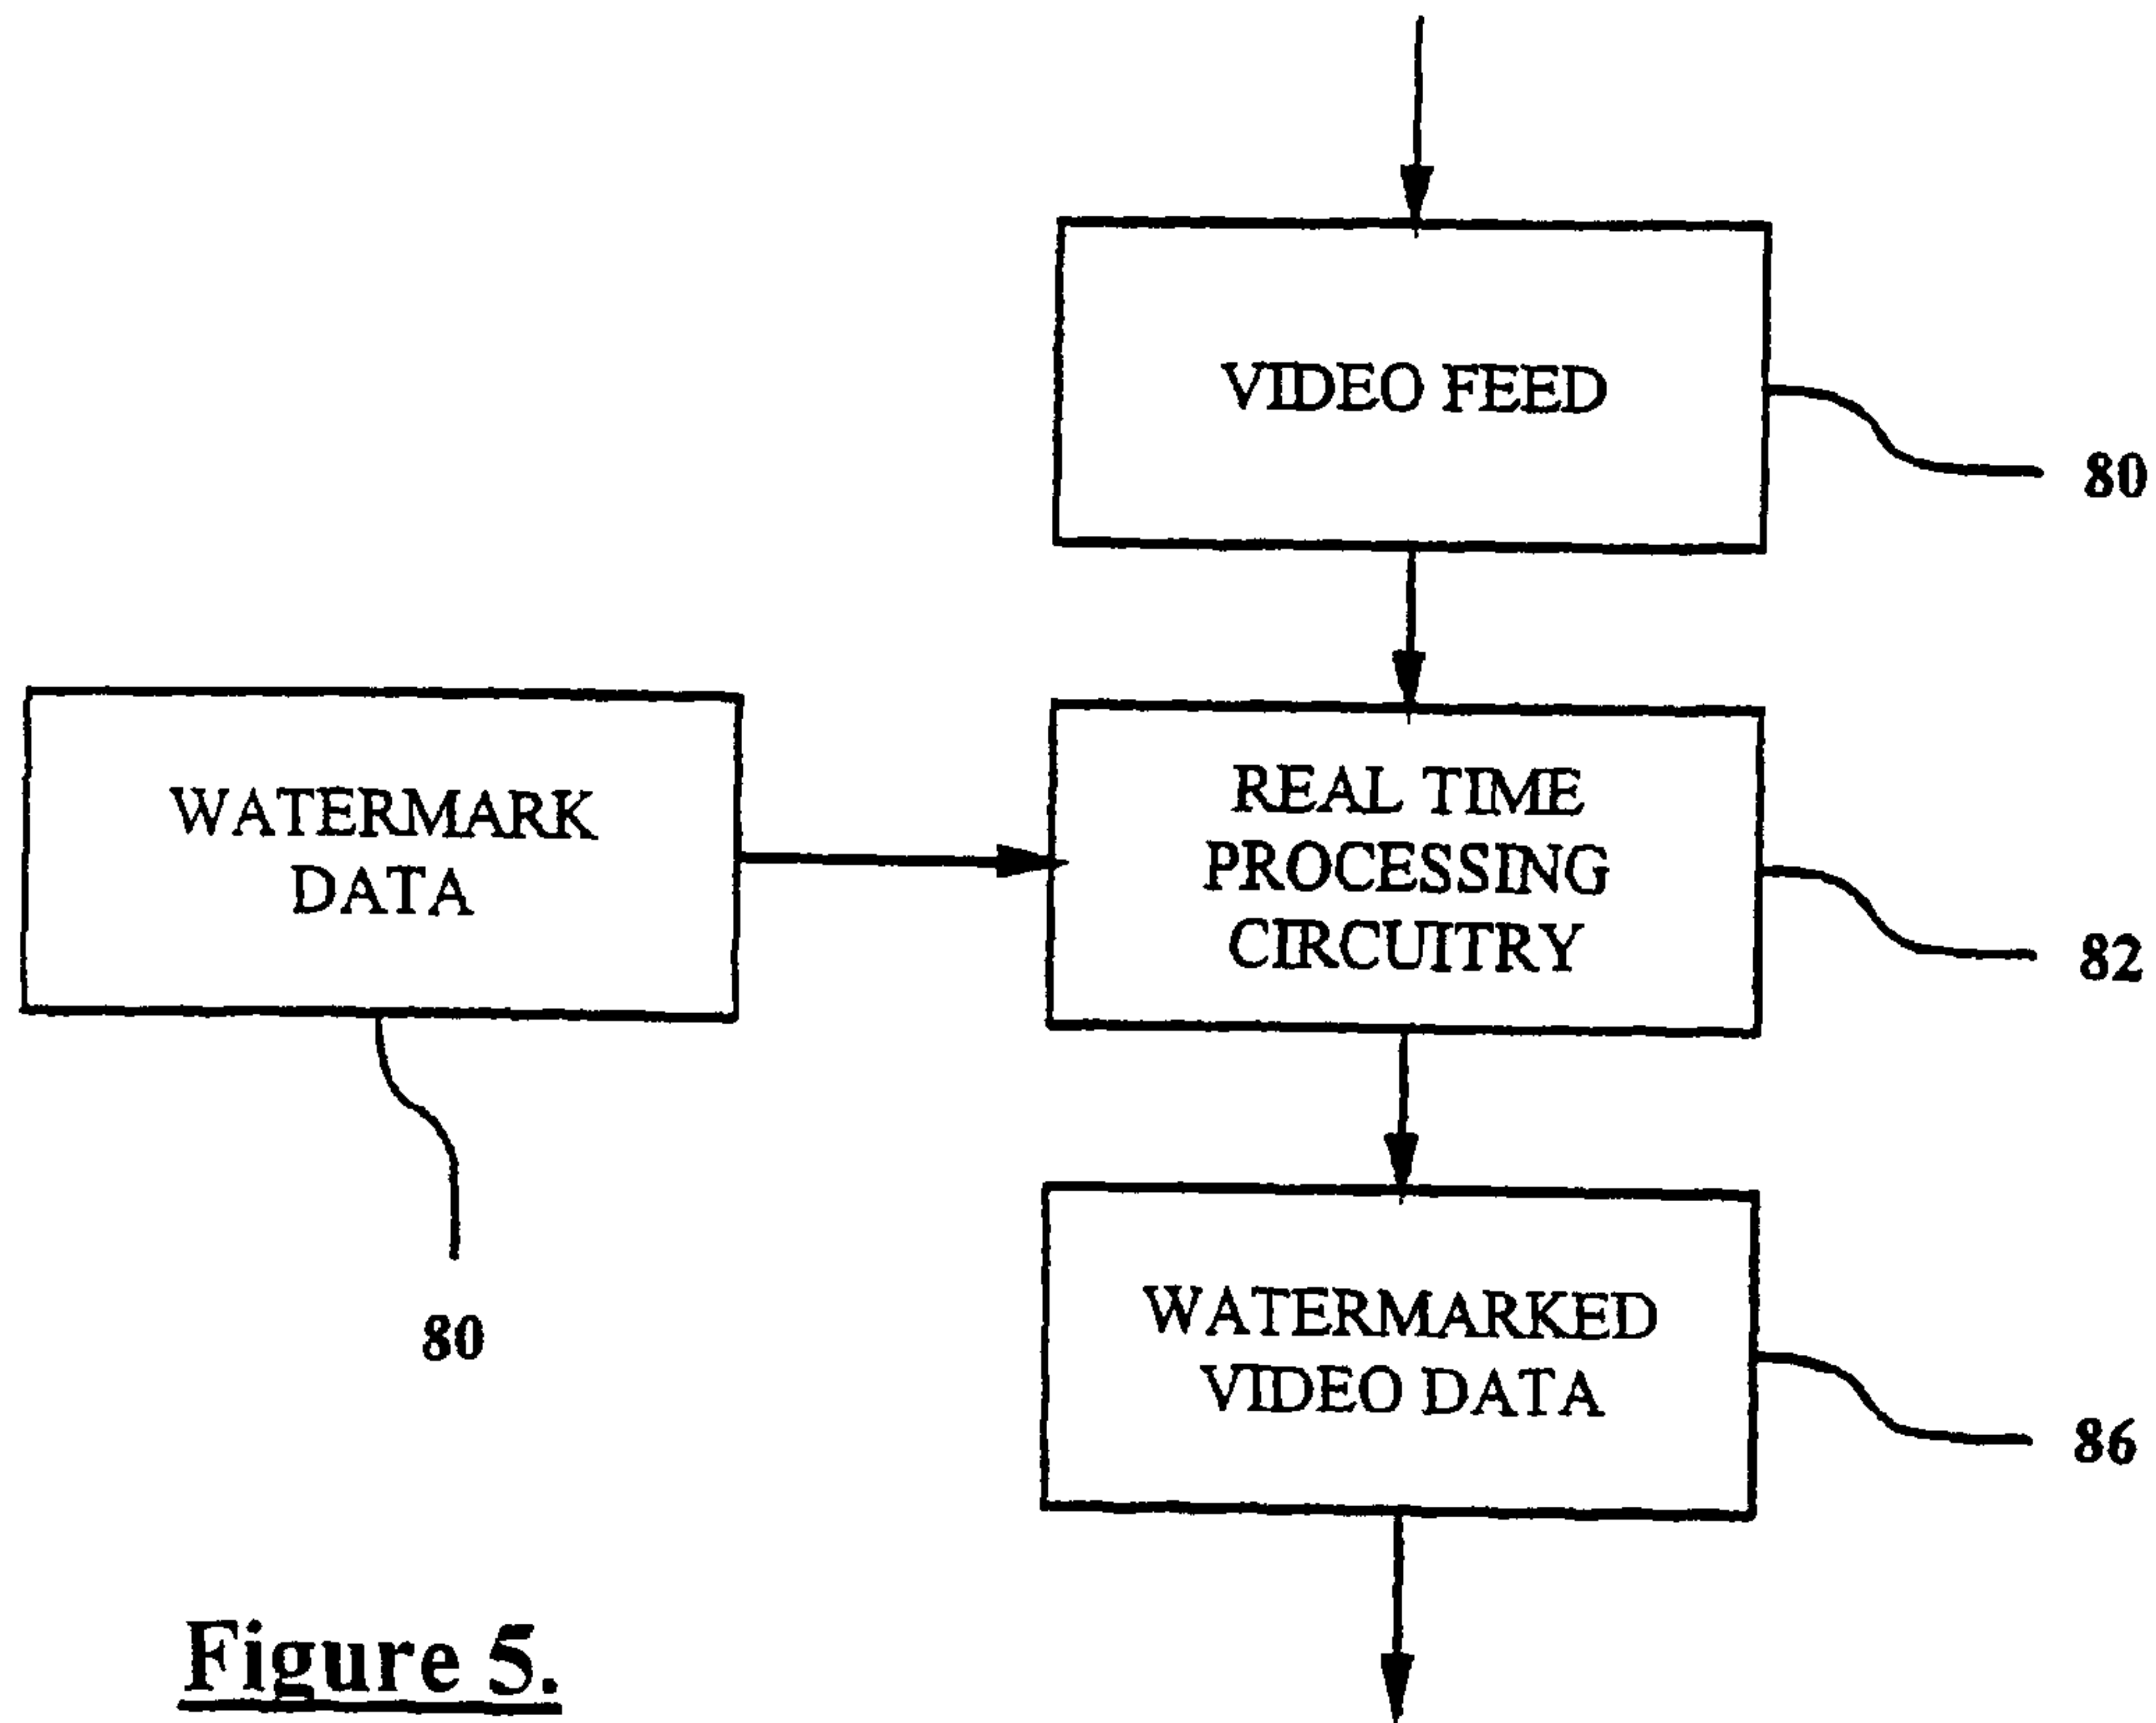 VIDEO FEED
80
WATERMARK
DATA
80
REAL TIME
PROCESSING
CIRCUITRY
82
WATERMARKED
VIDEO DATA
86
Figure 5.